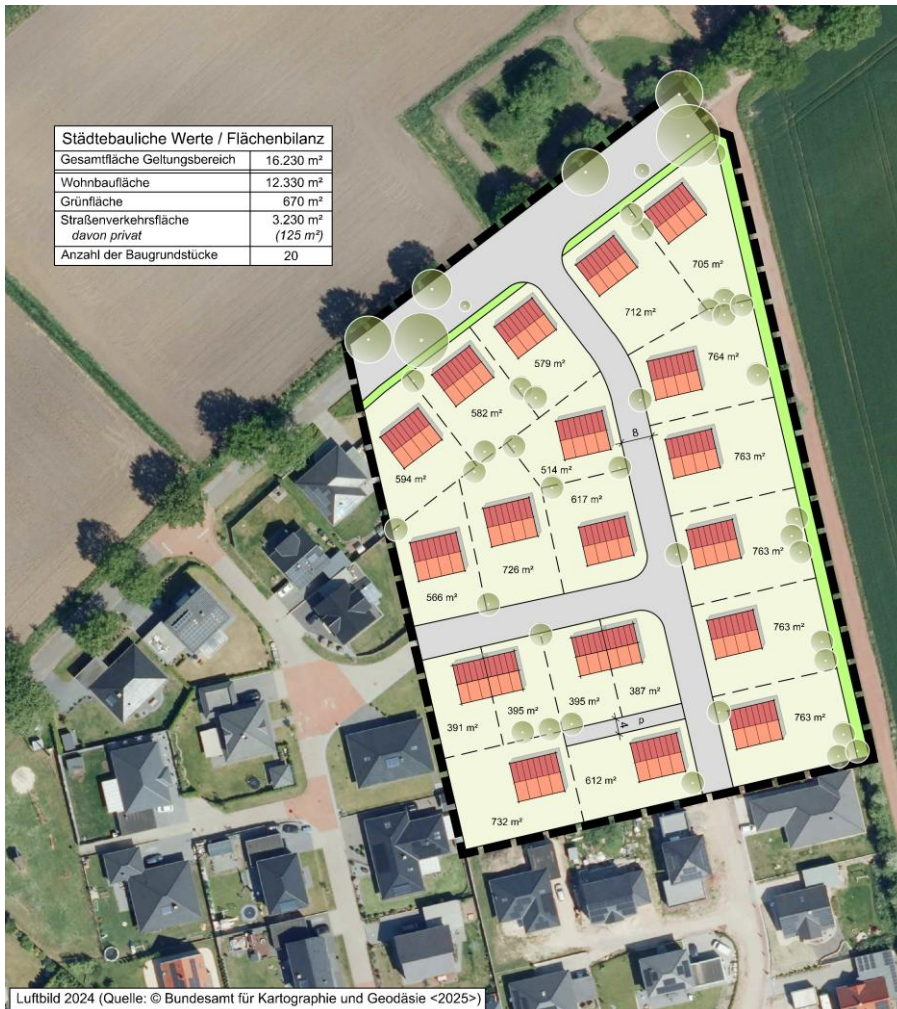 Städtebauliche Werte / Flächenbilanz
Gesamtfläche Geltungsbereich 16.230 m²
Wohnbaufläche 12.330 m²
Grünfläche 670 m²
Straßenverkehrsfläche 3.230 m²
davon privat (125 m²)
Anzahl der Baugrundstücke 20
705 m²
712 m²
764 m²
579 m²
582 m²
594 m²
8
514 m²
763 m²
617 m²
726 m²
566 m²
763 m²
763 m²
391 m²
395 m²
395 m²
387 m²
4
p
763 m²
612 m²
732 m²
Luftbild 2024 (Quelle: © Bundesamt für Kartographie und Geodäsie <2025>)